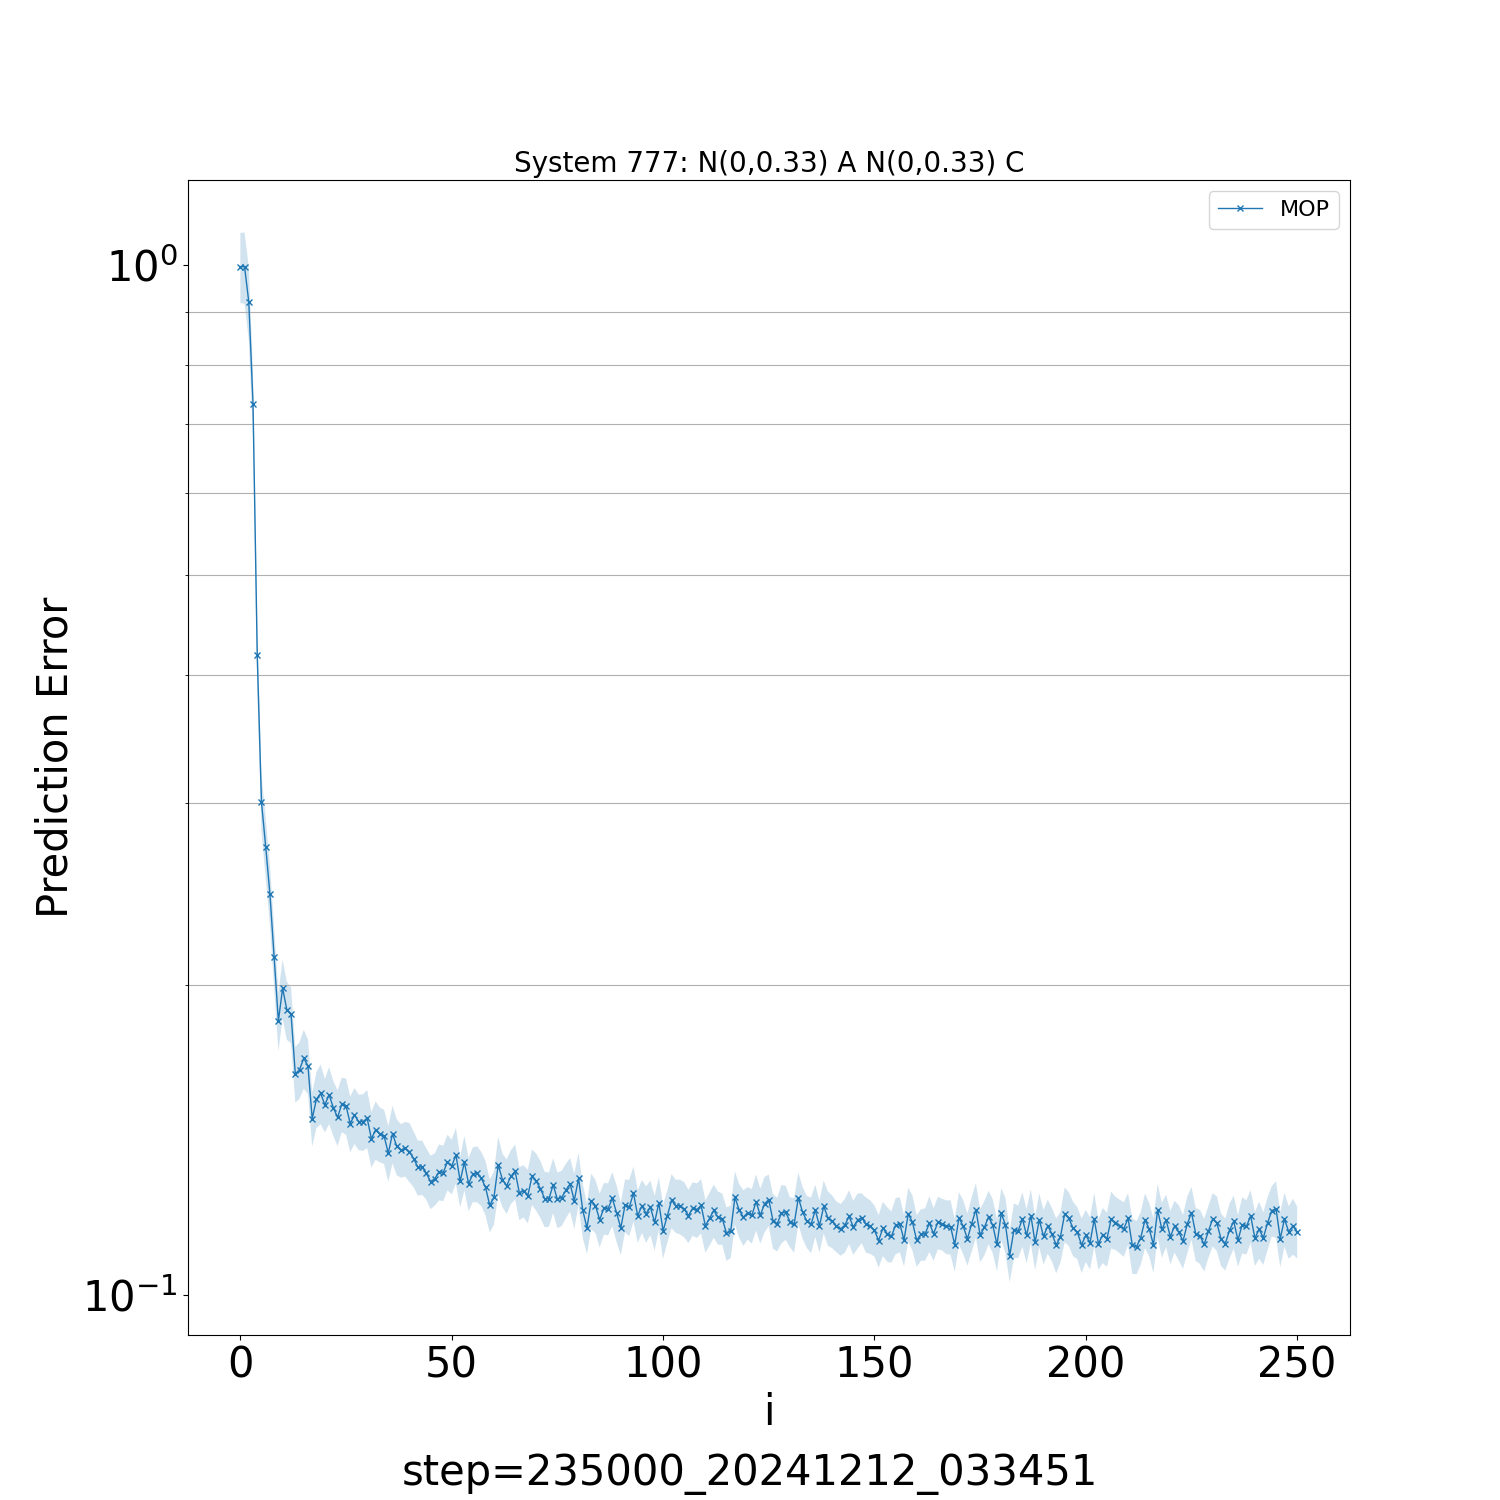 System 777: N(0,0.33) A N(0,0.33) C
MOP
10⁰
10⁻¹
Prediction Error
0 50 100 150 200 250
i
step=235000_20241212_033451